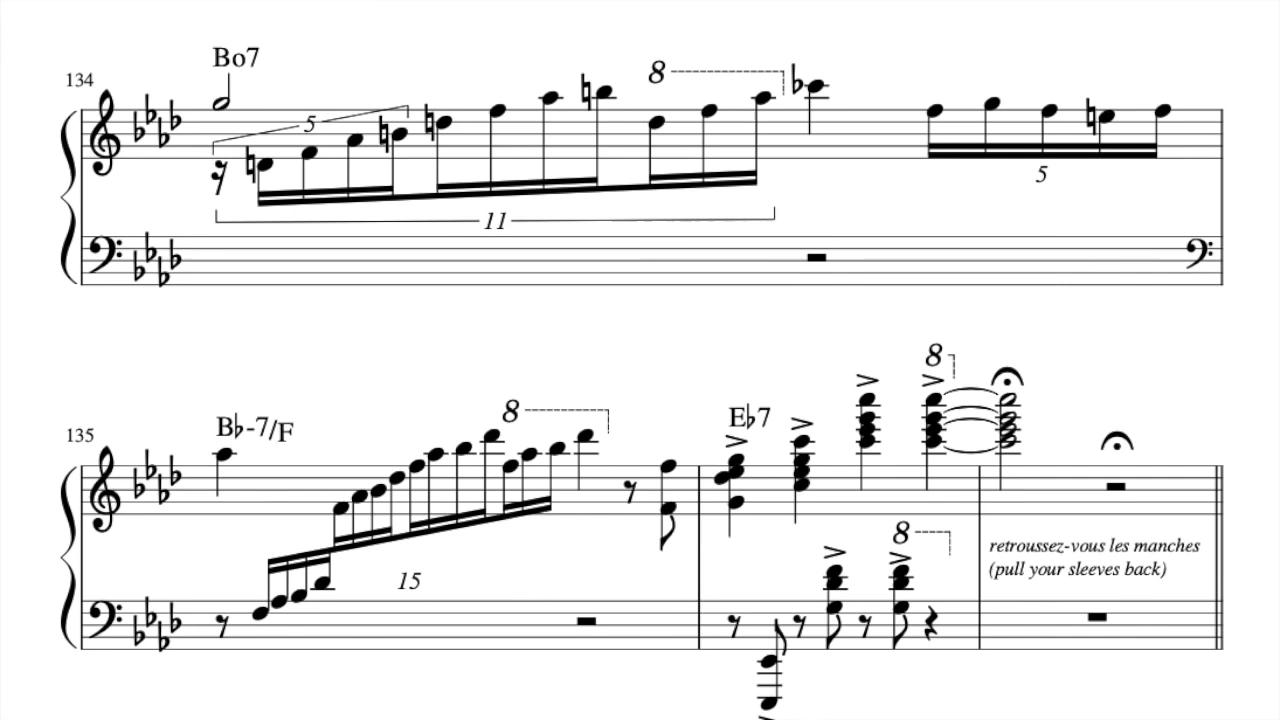 Bo7
134
8
5
11
5
8
8
135
B♭-7/F
E♭7
8
15
retroussez-vous les manches
(pull your sleeves back)